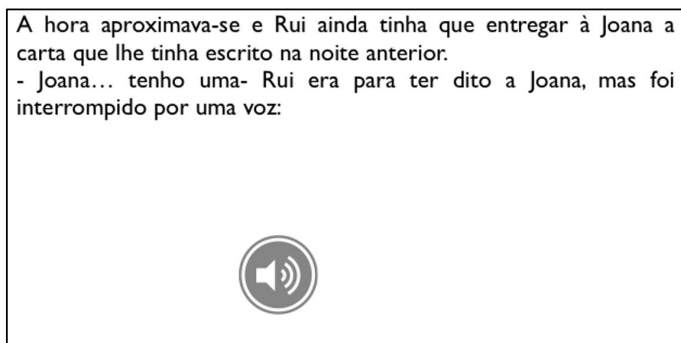 A hora aproximava-se e Rui ainda tinha que entregar à Joana a
carta que lhe tinha escrito na noite anterior.
- Joana… tenho uma- Rui era para ter dito a Joana, mas foi
interrompido por uma voz: